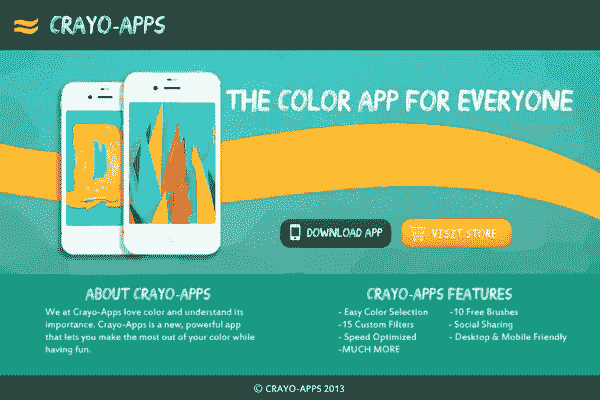 CRAYO-APPS
THE COLOR APP FOR EVERYONE
D
DOWNLOAD APP
VISIT STORE
ABOUT CRAYO-APPS
We at Crayo-Apps love color and understand its
importance. Crayo-Apps is a new, powerful app
that lets you make the most out of your color while
having fun.
CRAYO-APPS FEATURES
- Easy Color Selection
-15 Custom Filters
- Speed Optimized
-MUCH MORE
-10 Free Brushes
- Social Sharing
- Desktop & Mobile Friendly
© CRAYO-APPS 2013